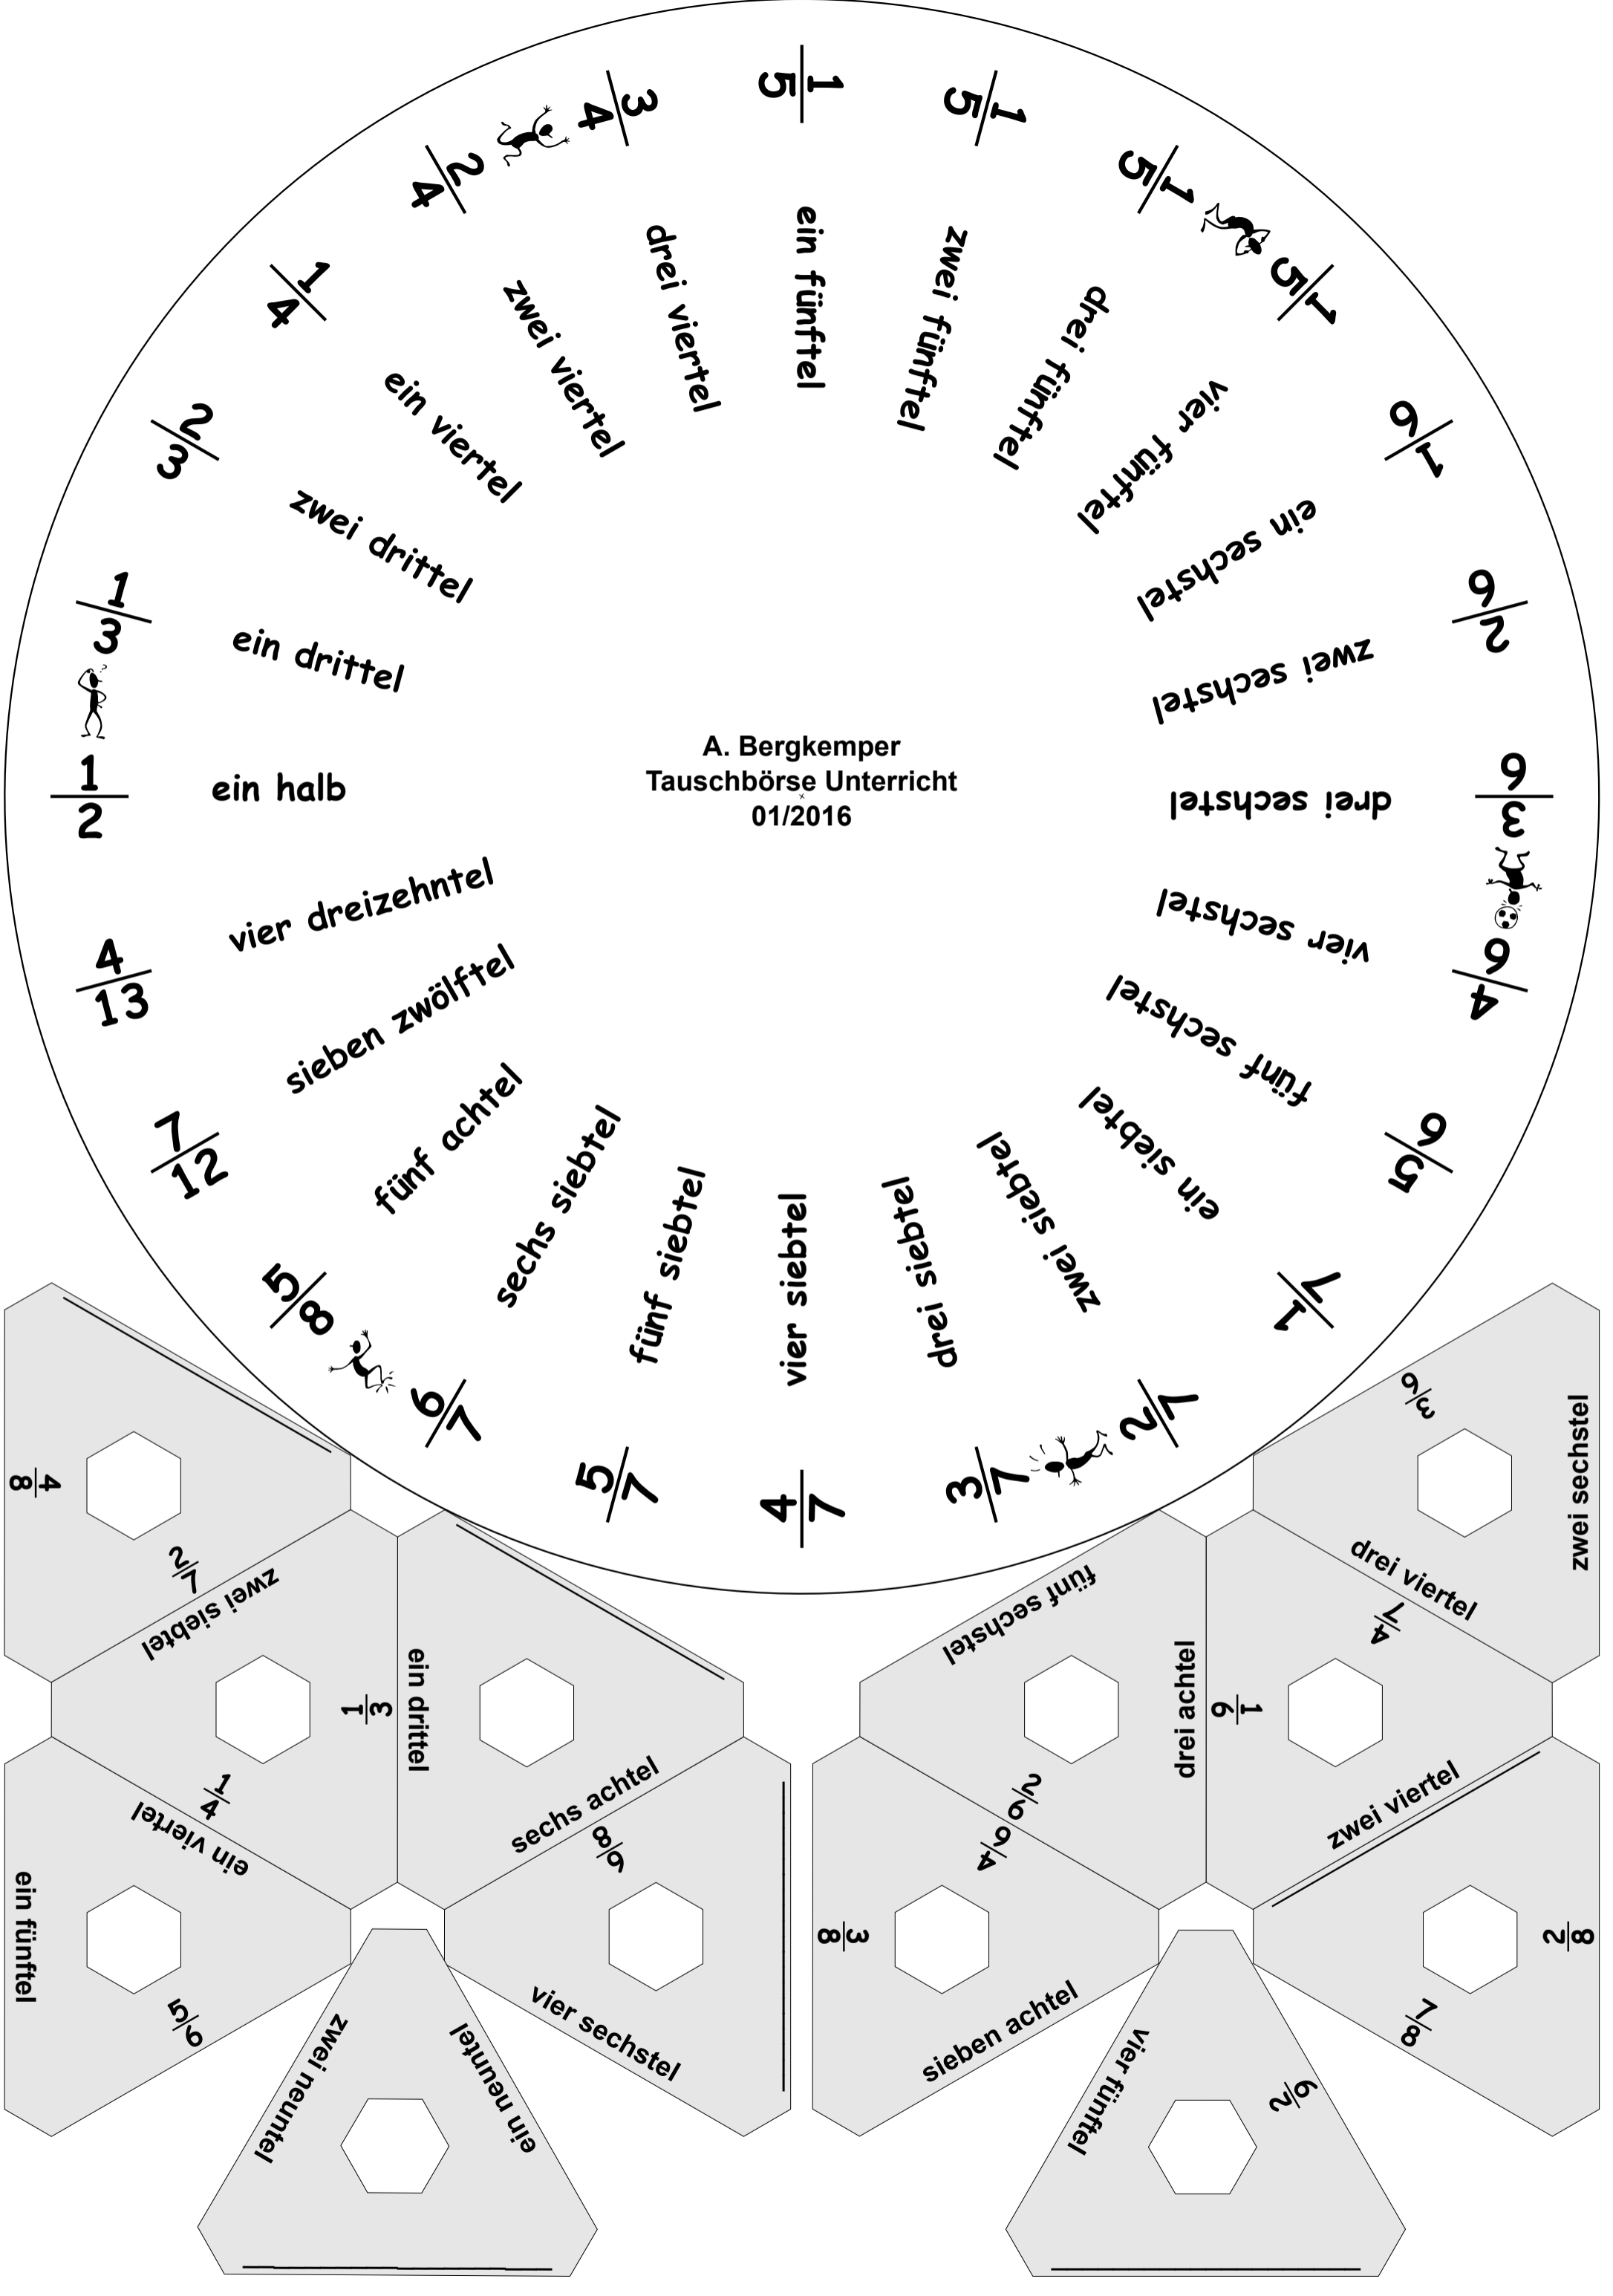 1/5
ein fünftel
1/5
zwei fünftel
1/5
drei fünftel
1/5
vier fünftel
1/6
ein sechstel
2/6
zwei sechstel
3/6
drei sechstel
4/6
vier sechstel
5/6
fünf sechstel
1/7
ein siebtel
2/7
zwei siebtel
3/7
drei siebtel
4/7
vier siebtel
5/7
fünf siebtel
6/7
sechs siebtel
5/8
fünf achtel
7/12
sieben zwölftel
4/13
vier dreizehntel
1/2
ein halb
?
1/3
ein drittel
2/3
zwei drittel
1/4
ein viertel
2/4
zwei viertel
3/4
drei viertel
A. Bergkemper
Tauschbörse Unterricht
01/2016
4/8
2/7
zwei siebtel
1/3
ein drittel
1/4
ein viertel
sechs achtel
6/8
ein fünftel
5/6
vier sechstel
zwei neuntel
ein neuntel
3/6
zwei sechstel
drei viertel
4/7
fünf sechstel
drei achtel
1/6
2/6
4/6
zwei viertel
3/8
sieben achtel
2/8
7/8
vier fünftel